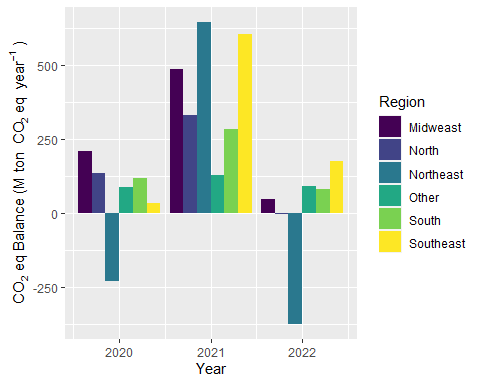 CO₂ eq Balance (M ton CO₂ eq year⁻¹ )
500
250
0
-250
2020 2021 2022
Year
Region
Midweast
North
Northeast
Other
South
Southeast